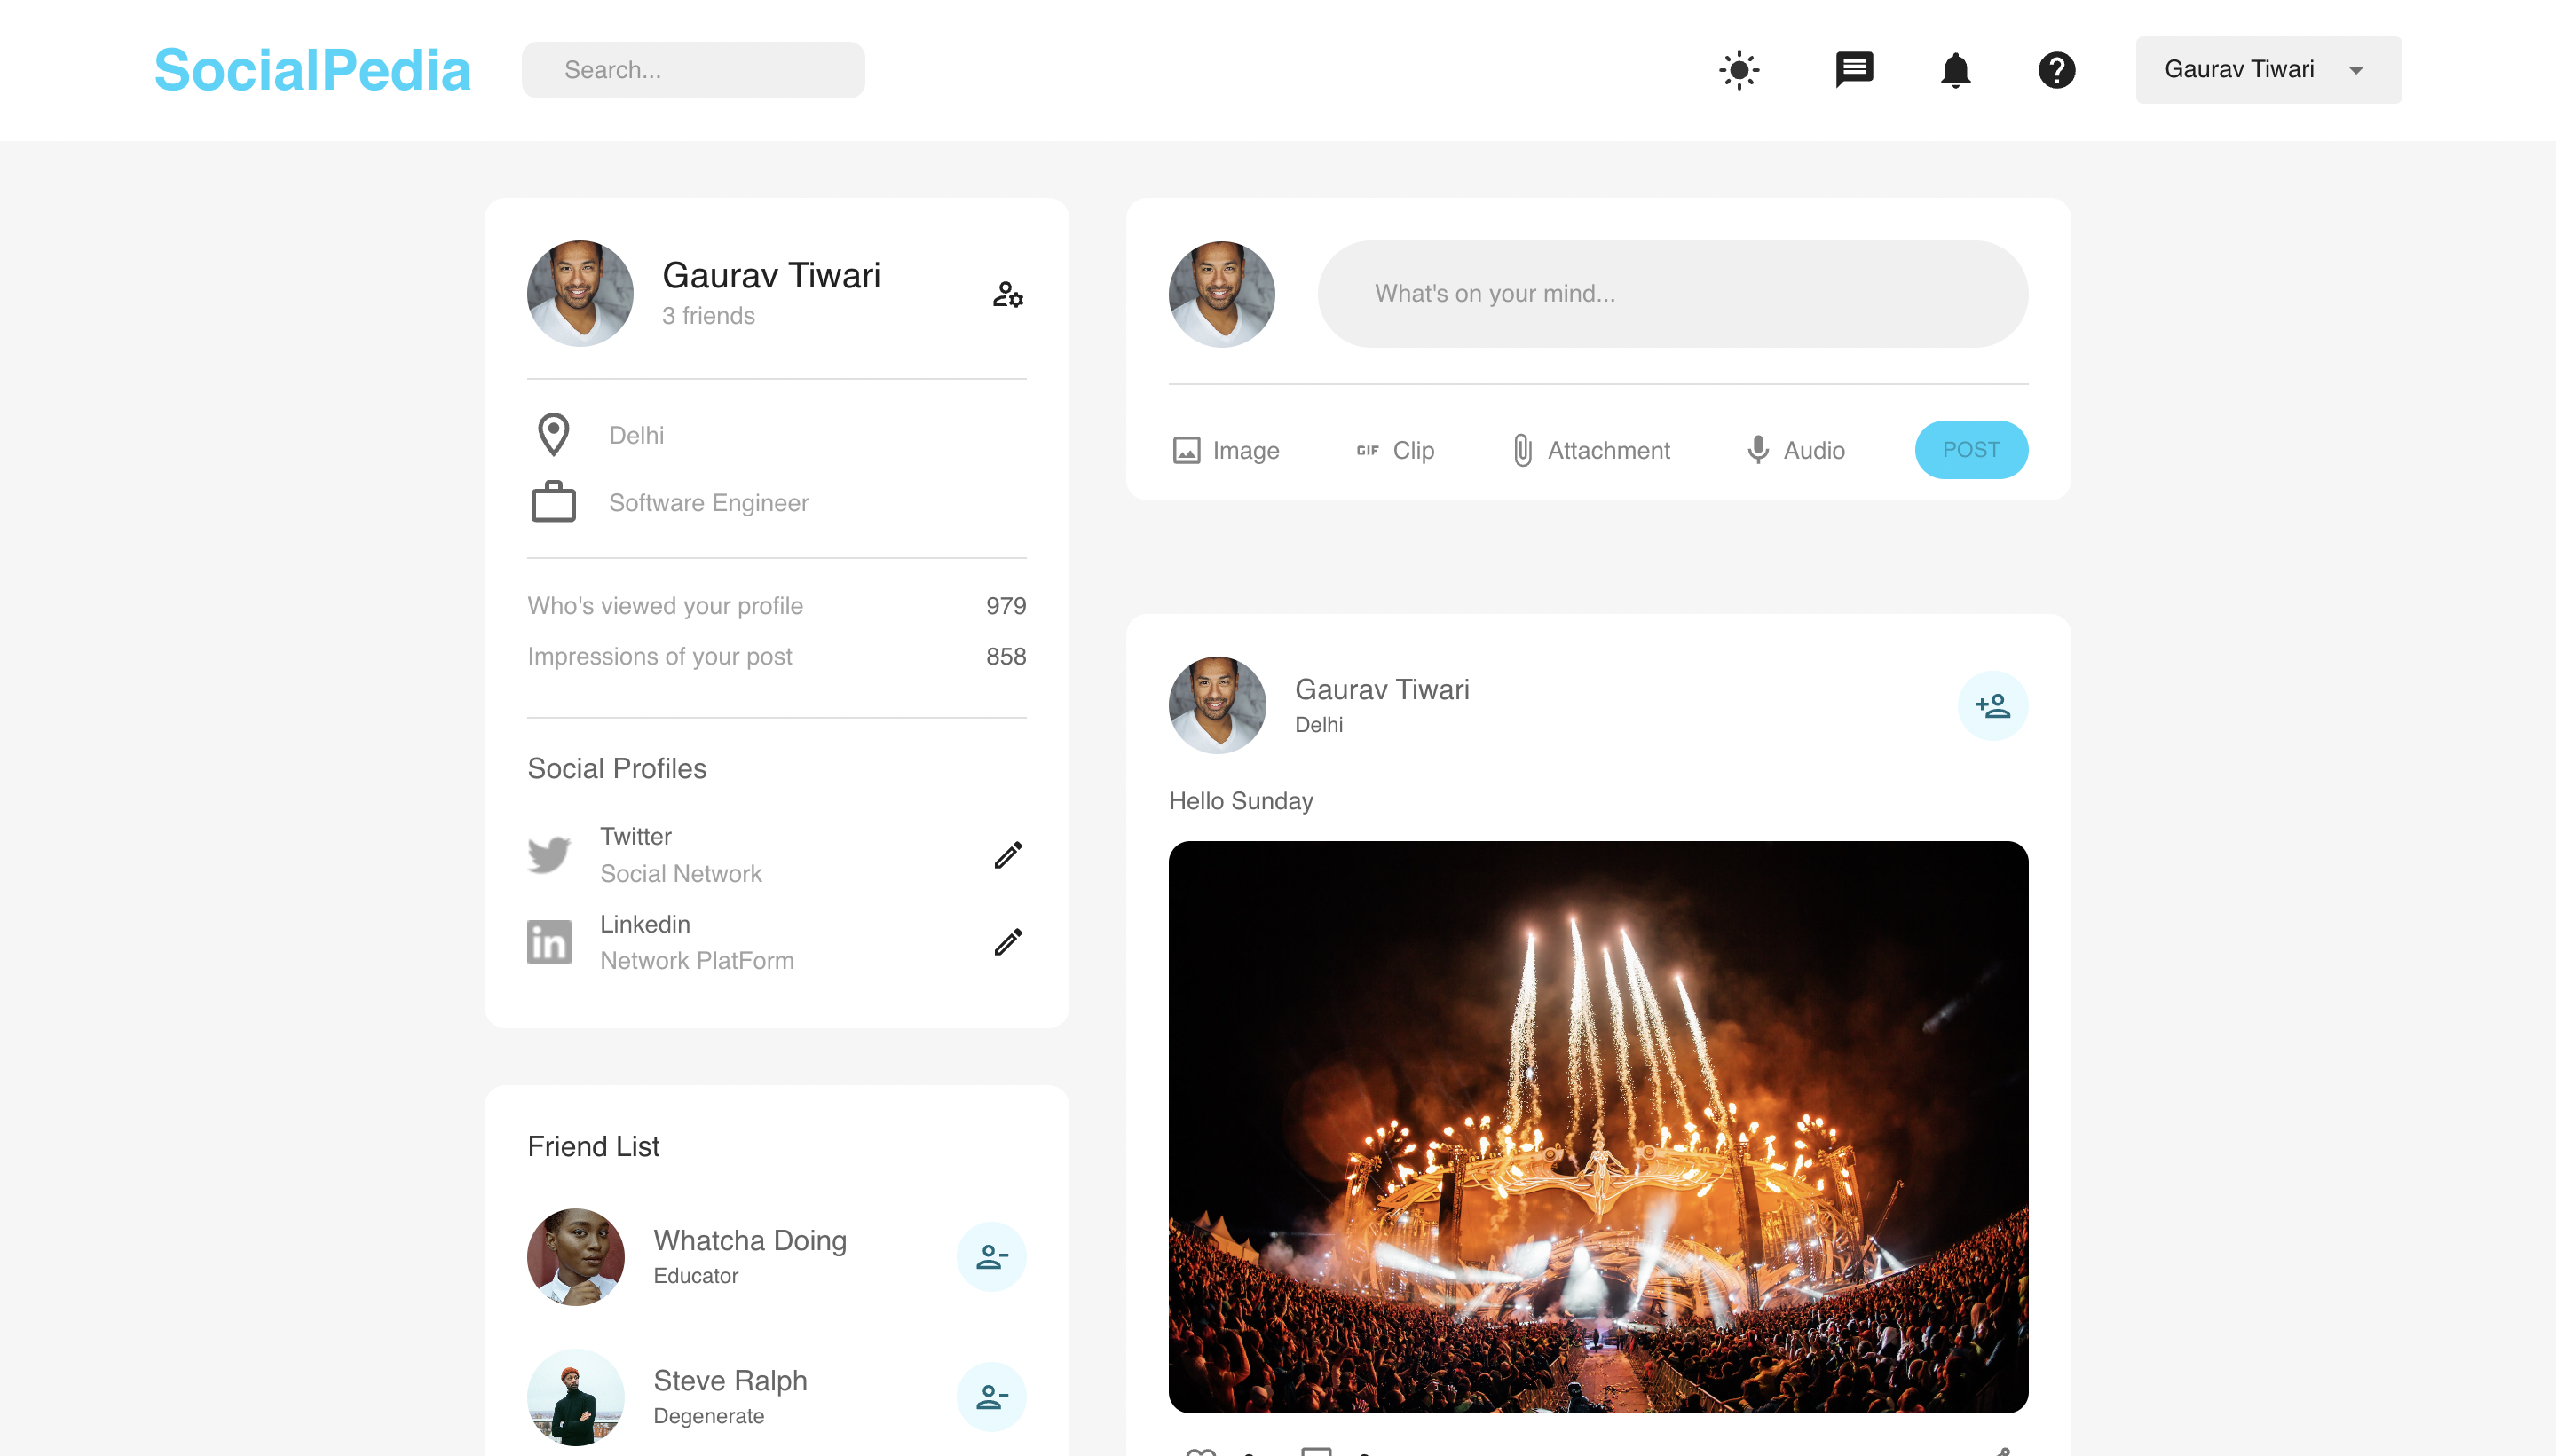 SocialPedia
Search...
Gaurav Tiwari
Gaurav Tiwari
3 friends
Delhi
Software Engineer
Who's viewed your profile 979
Impressions of your post 858
Social Profiles
Twitter
Social Network
in
Linkedin
Network PlatForm
Friend List
Whatcha Doing
Educator
Steve Ralph
Degenerate
What's on your mind...
Image GIF Clip Attachment Audio POST
Gaurav Tiwari
Delhi
Hello Sunday